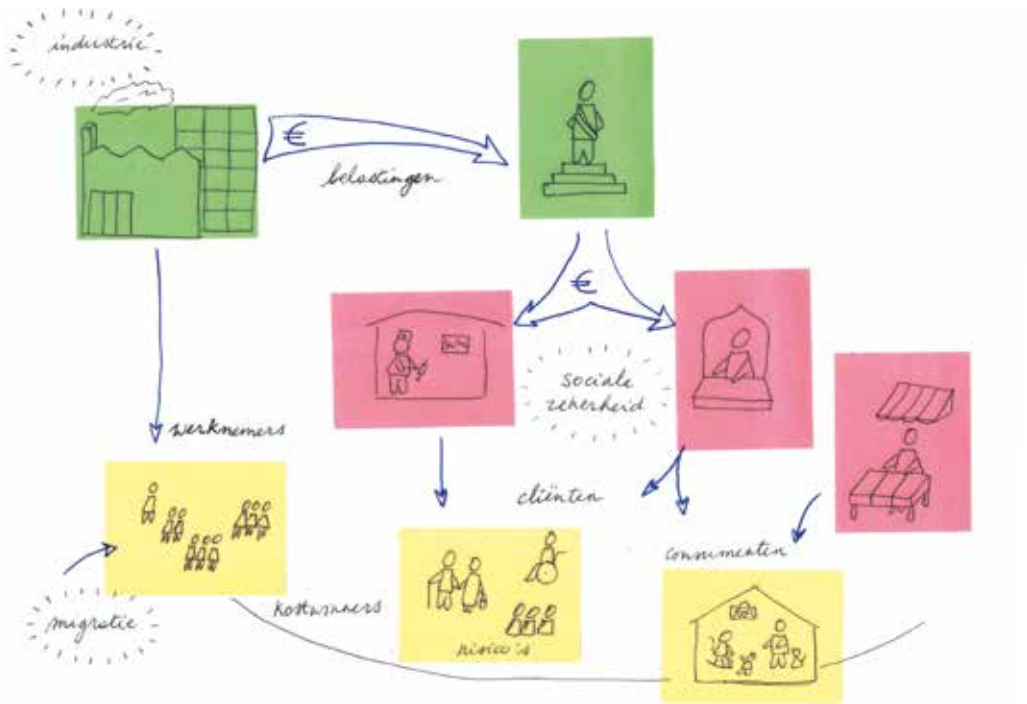 industrie
€
belastingen
€
sociale
zekerheid
werknemers
cliënten
consumenten
kostwinners
migratie
risico's